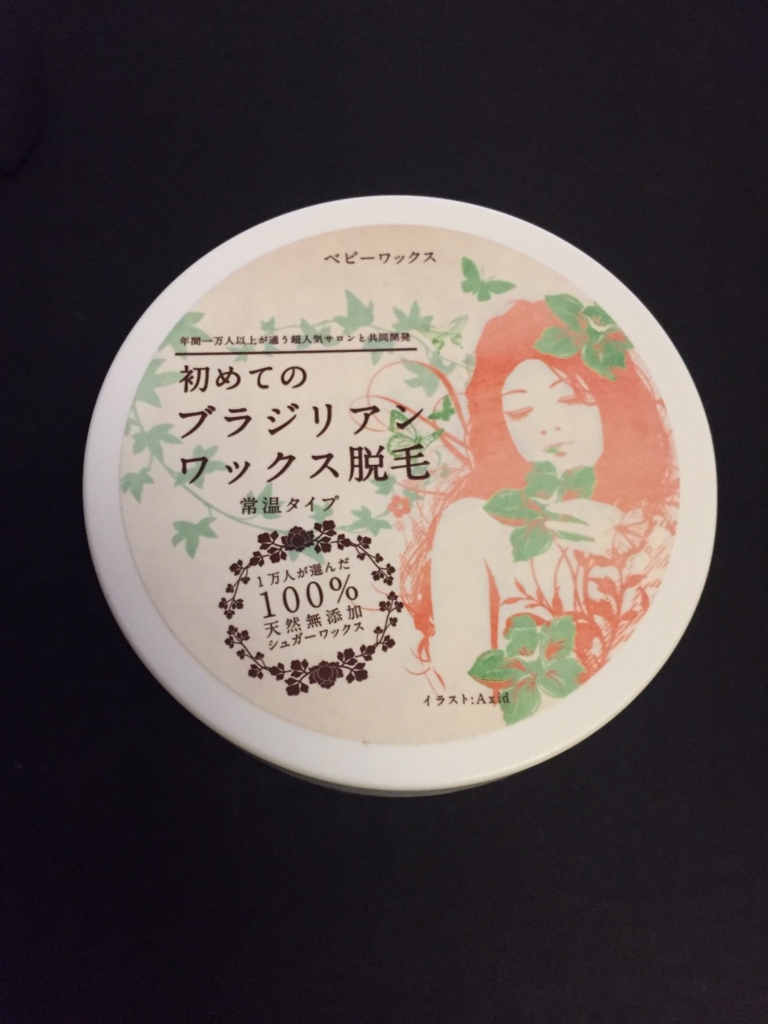 ベビーワックス
年間一万人以上が通う超人気サロンと共同開発
初めての
ブラジリアン
ワックス脱毛
常温タイプ
1万人が選んだ
100%
天然無添加
シュガーワックス
イラスト:Axid